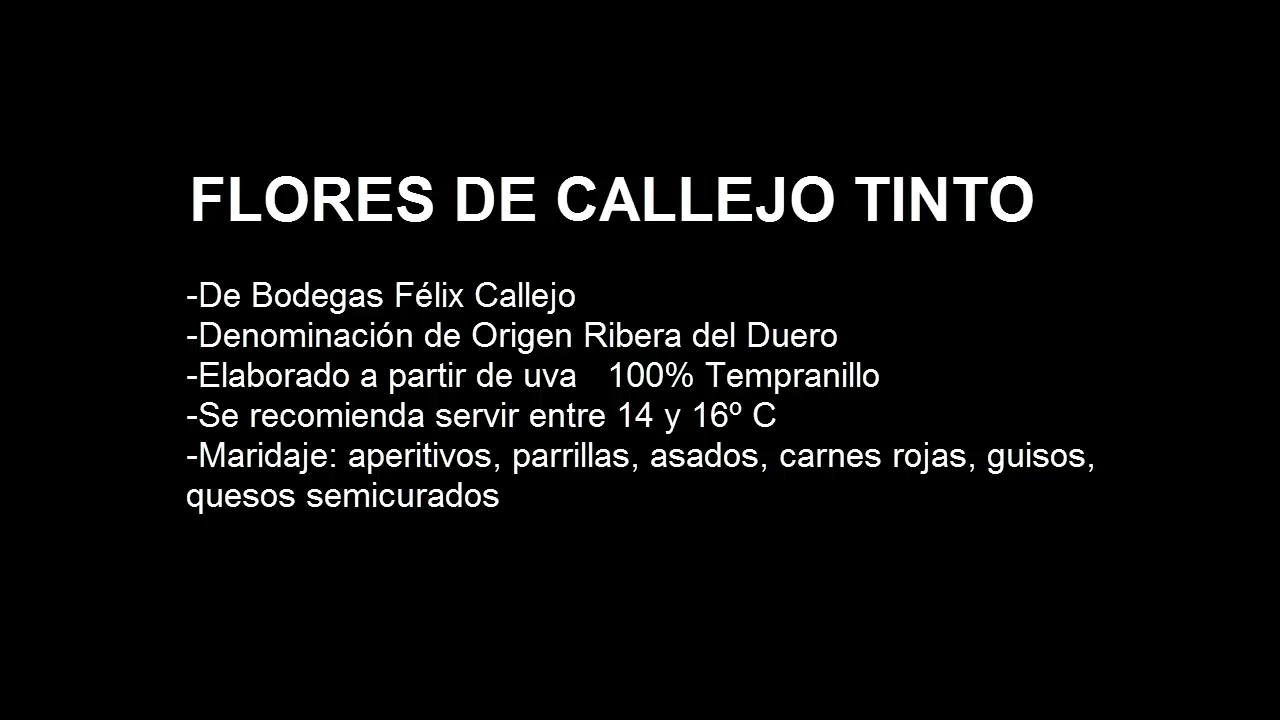 FLORES DE CALLEJO TINTO
-De Bodegas Félix Callejo
-Denominación de Origen Ribera del Duero
-Elaborado a partir de uva   100% Tempranillo
-Se recomienda servir entre 14 y 16º C
-Maridaje: aperitivos, parrillas, asados, carnes rojas, guisos,
quesos semicurados